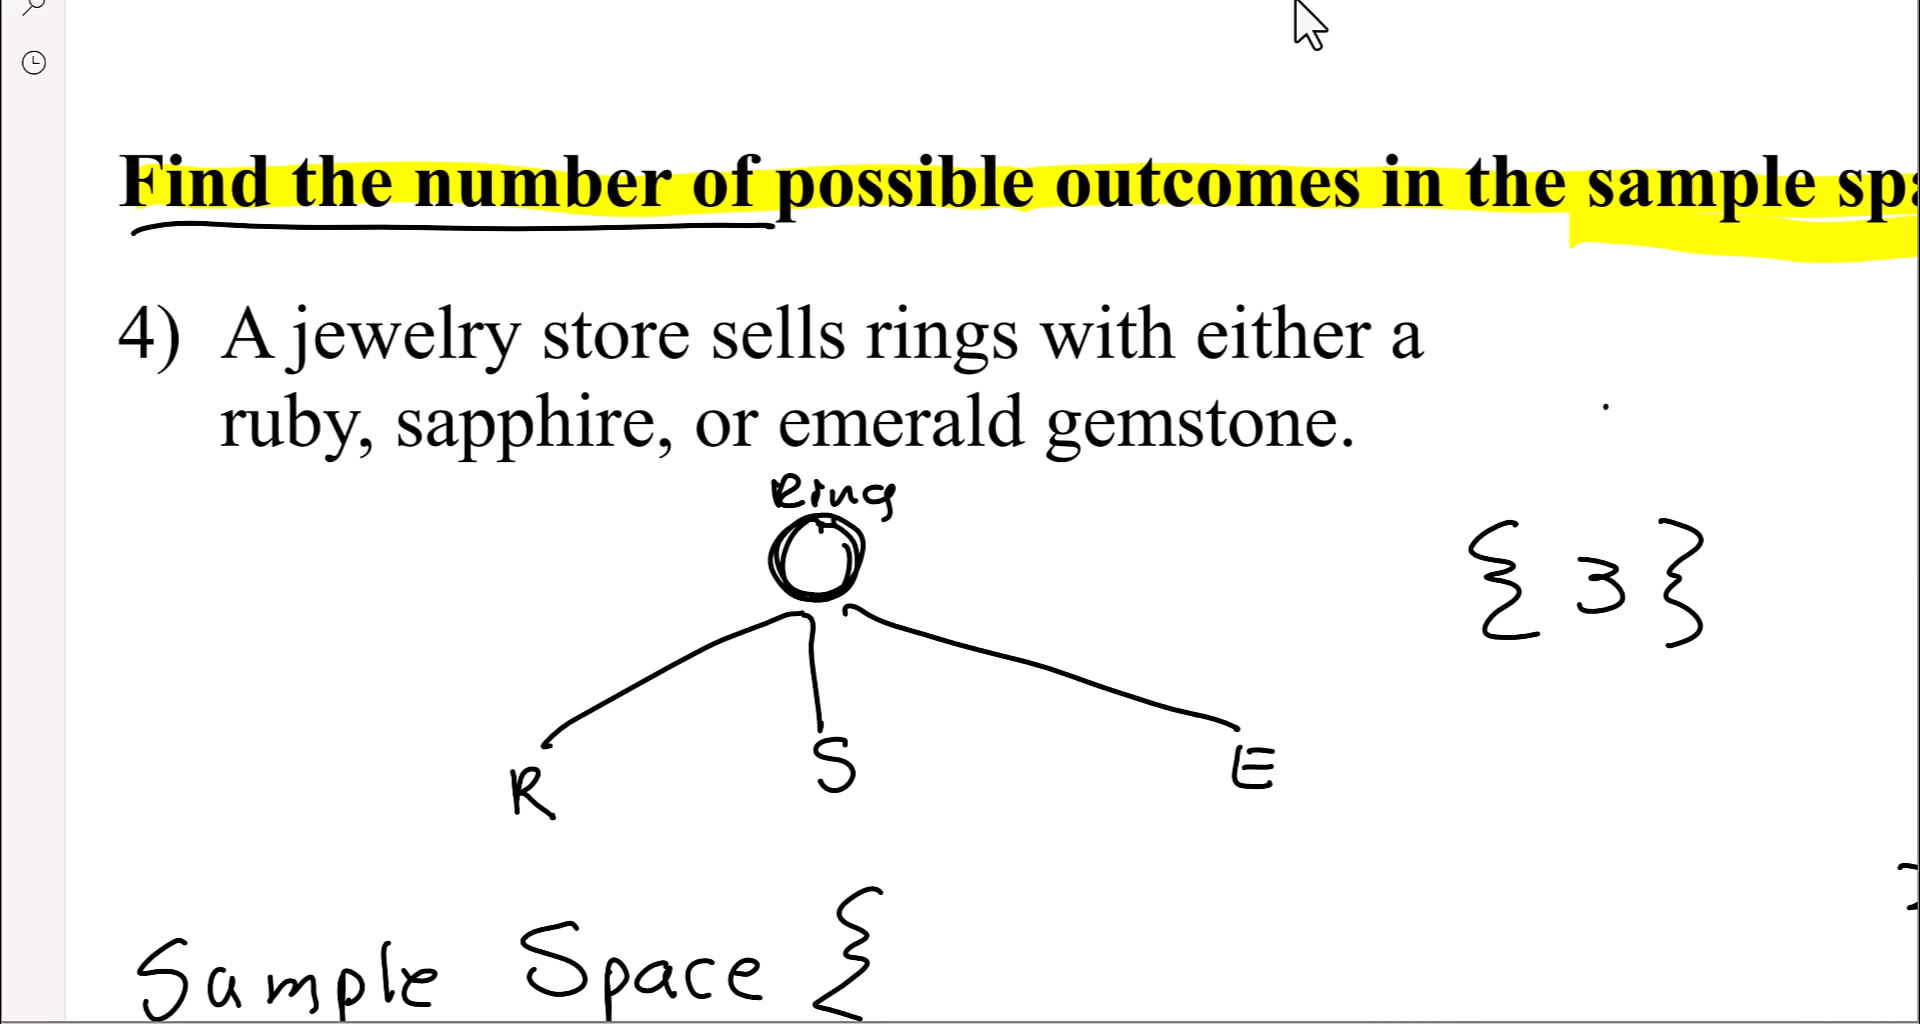 Find the number of possible outcomes in the sample spa
4) A jewelry store sells rings with either a
ruby, sapphire, or emerald gemstone.
Ring
{ 3 }
R S E
Sample Space {